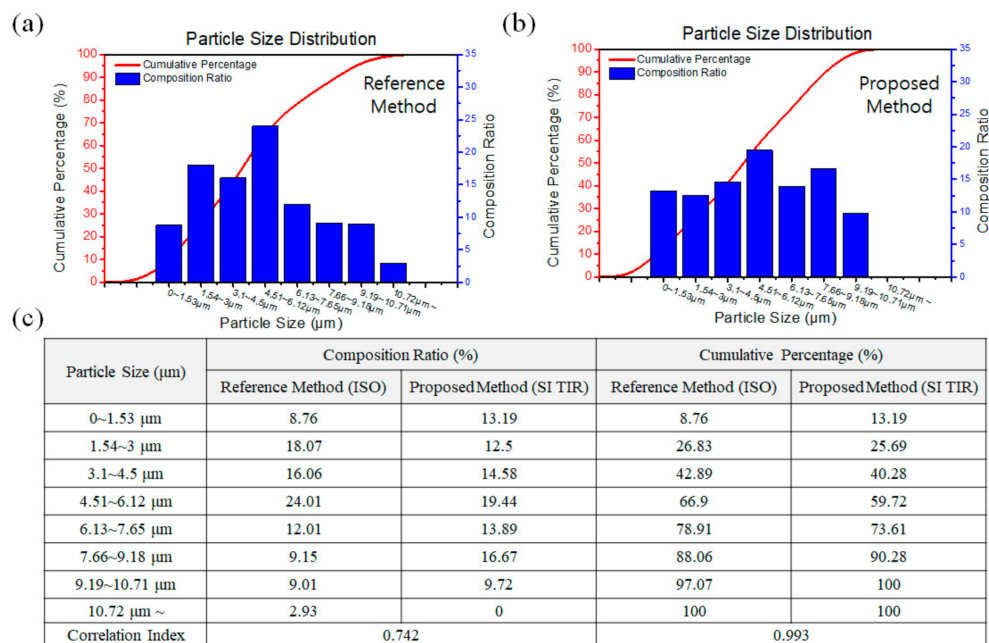 (a)
Particle Size Distribution
Cumulative Percentage
Composition Ratio
Reference
Method
Cumulative Percentage (%)
100
90
80
70
60
50
40
30
20
10
0
35
30
25
20
15
10
5
0
Composition Ratio
0~1.53μm
1.54~3μm
3.1~4.5μm
4.51~6.12μm
6.13~7.65μm
7.66~9.18μm
9.19~10.71μm
10.72μm ~
Particle Size (μm)
(b)
Particle Size Distribution
Cumulative Percentage
Composition Ratio
Proposed
Method
Cumulative Percentage (%)
100
90
80
70
60
50
40
30
20
10
0
35
30
25
20
15
10
5
0
Composition Ratio
0~1.53μm
1.54~3μm
3.1~4.5μm
4.51~6.12μm
6.13~7.65μm
7.66~9.18μm
9.19~10.71μm
10.72μm ~
Particle Size (μm)
(c)
Particle Size (μm) Composition Ratio (%) Cumulative Percentage (%)
Reference Method (ISO) Proposed Method (SI TIR) Reference Method (ISO) Proposed Method (SI TIR)
0~1.53 μm 8.76 13.19 8.76 13.19
1.54~3 μm 18.07 12.5 26.83 25.69
3.1~4.5 μm 16.06 14.58 42.89 40.28
4.51~6.12 μm 24.01 19.44 66.9 59.72
6.13~7.65 μm 12.01 13.89 78.91 73.61
7.66~9.18 μm 9.15 16.67 88.06 90.28
9.19~10.71 μm 9.01 9.72 97.07 100
10.72 μm ~ 2.93 0 100 100
Correlation Index 0.742 0.993